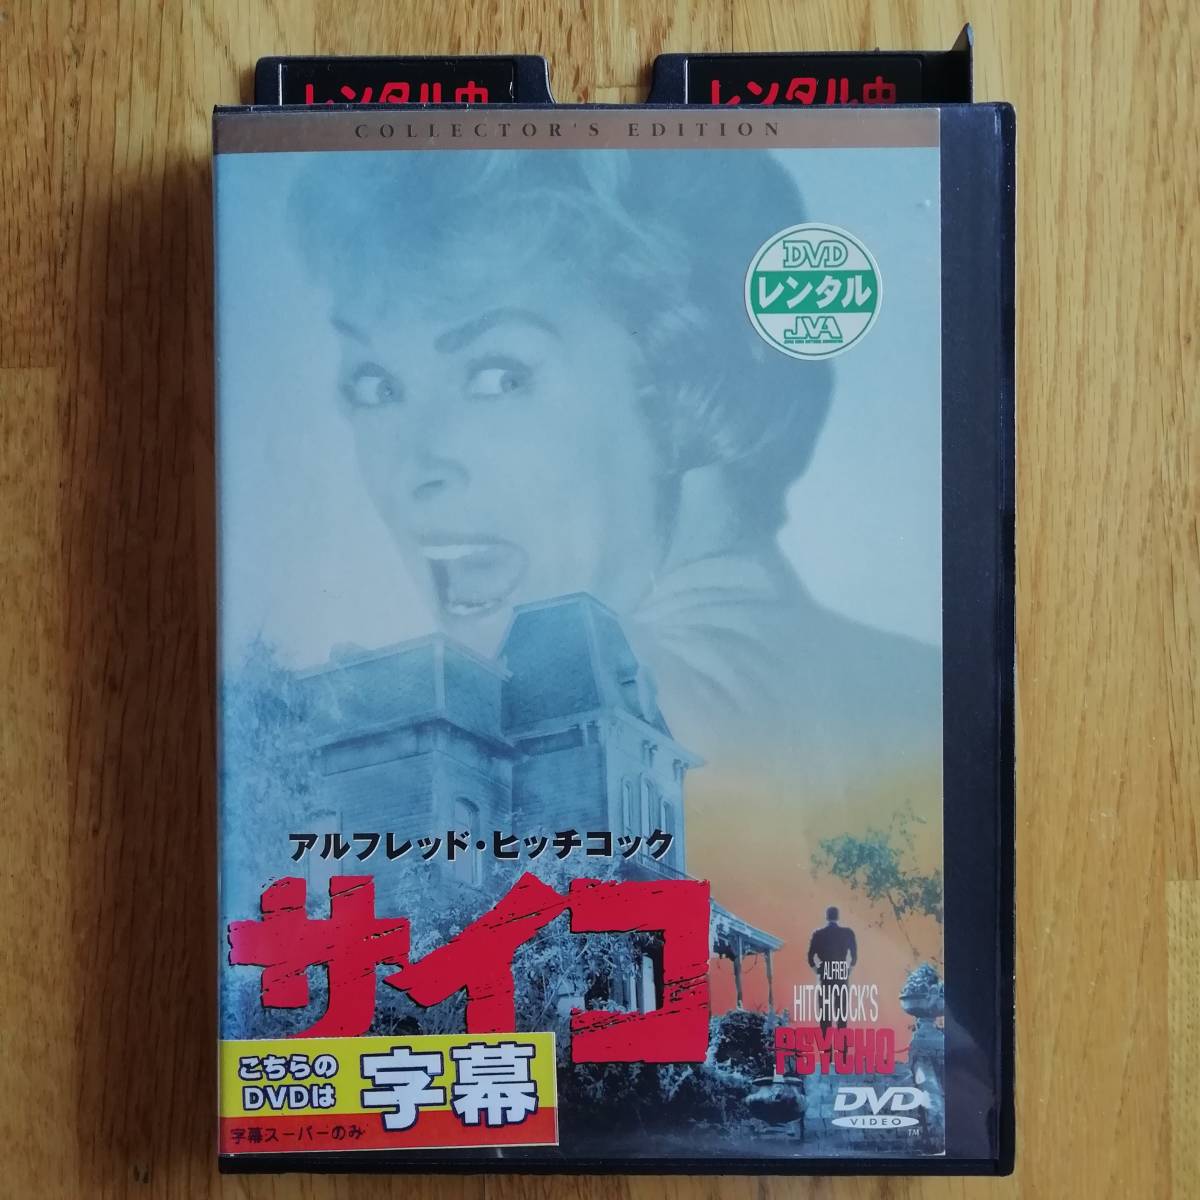 レンタル中
レンタル中
COLLECTOR'S EDITION
DVD
レンタル
JVA
アルフレッド・ヒッチコック
サイコ
ALFRED
HITCHCOCK'S
PSYCHO
こちらの
DVDは
字幕
字幕スーパーのみ
DVD
VIDEO
TM